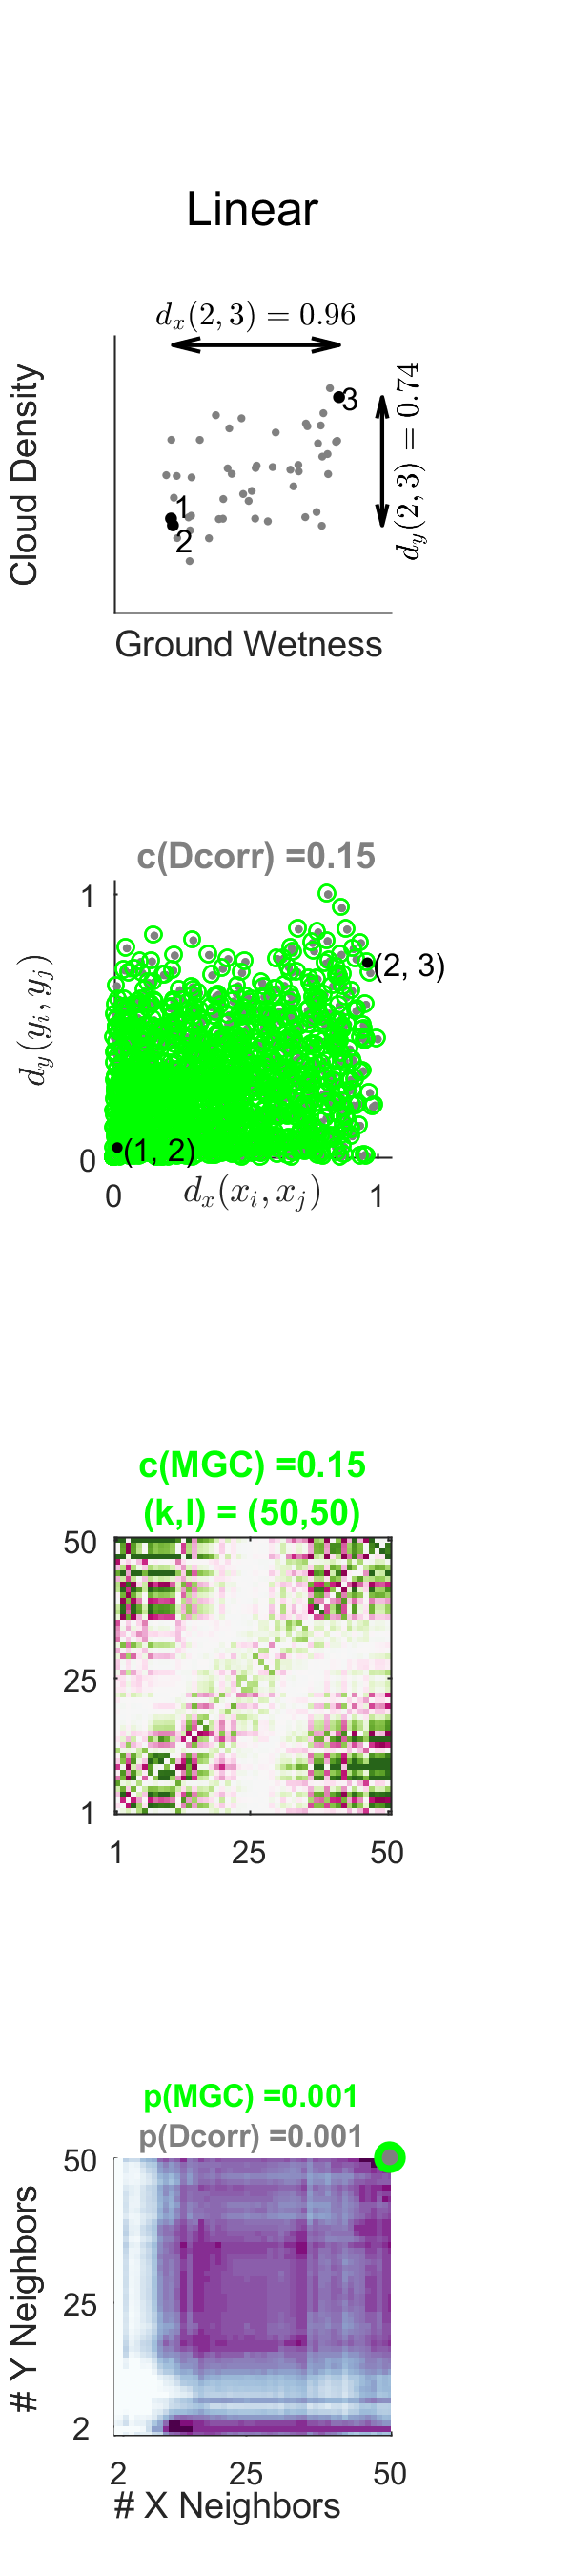 Linear
d_x(2, 3) = 0.96
Cloud Density
3
d_y(2, 3) = 0.74
1
2
Ground Wetness
c(Dcorr) =0.15
1
d_y(y_i, y_j)
(2, 3)
(1, 2)
0
0
d_x(x_i, x_j)
1
c(MGC) =0.15
(k,l) = (50,50)
50
25
1
1
25
50
p(MGC) =0.001
p(Dcorr) =0.001
50
# Y Neighbors
25
2
2
25
50
# X Neighbors